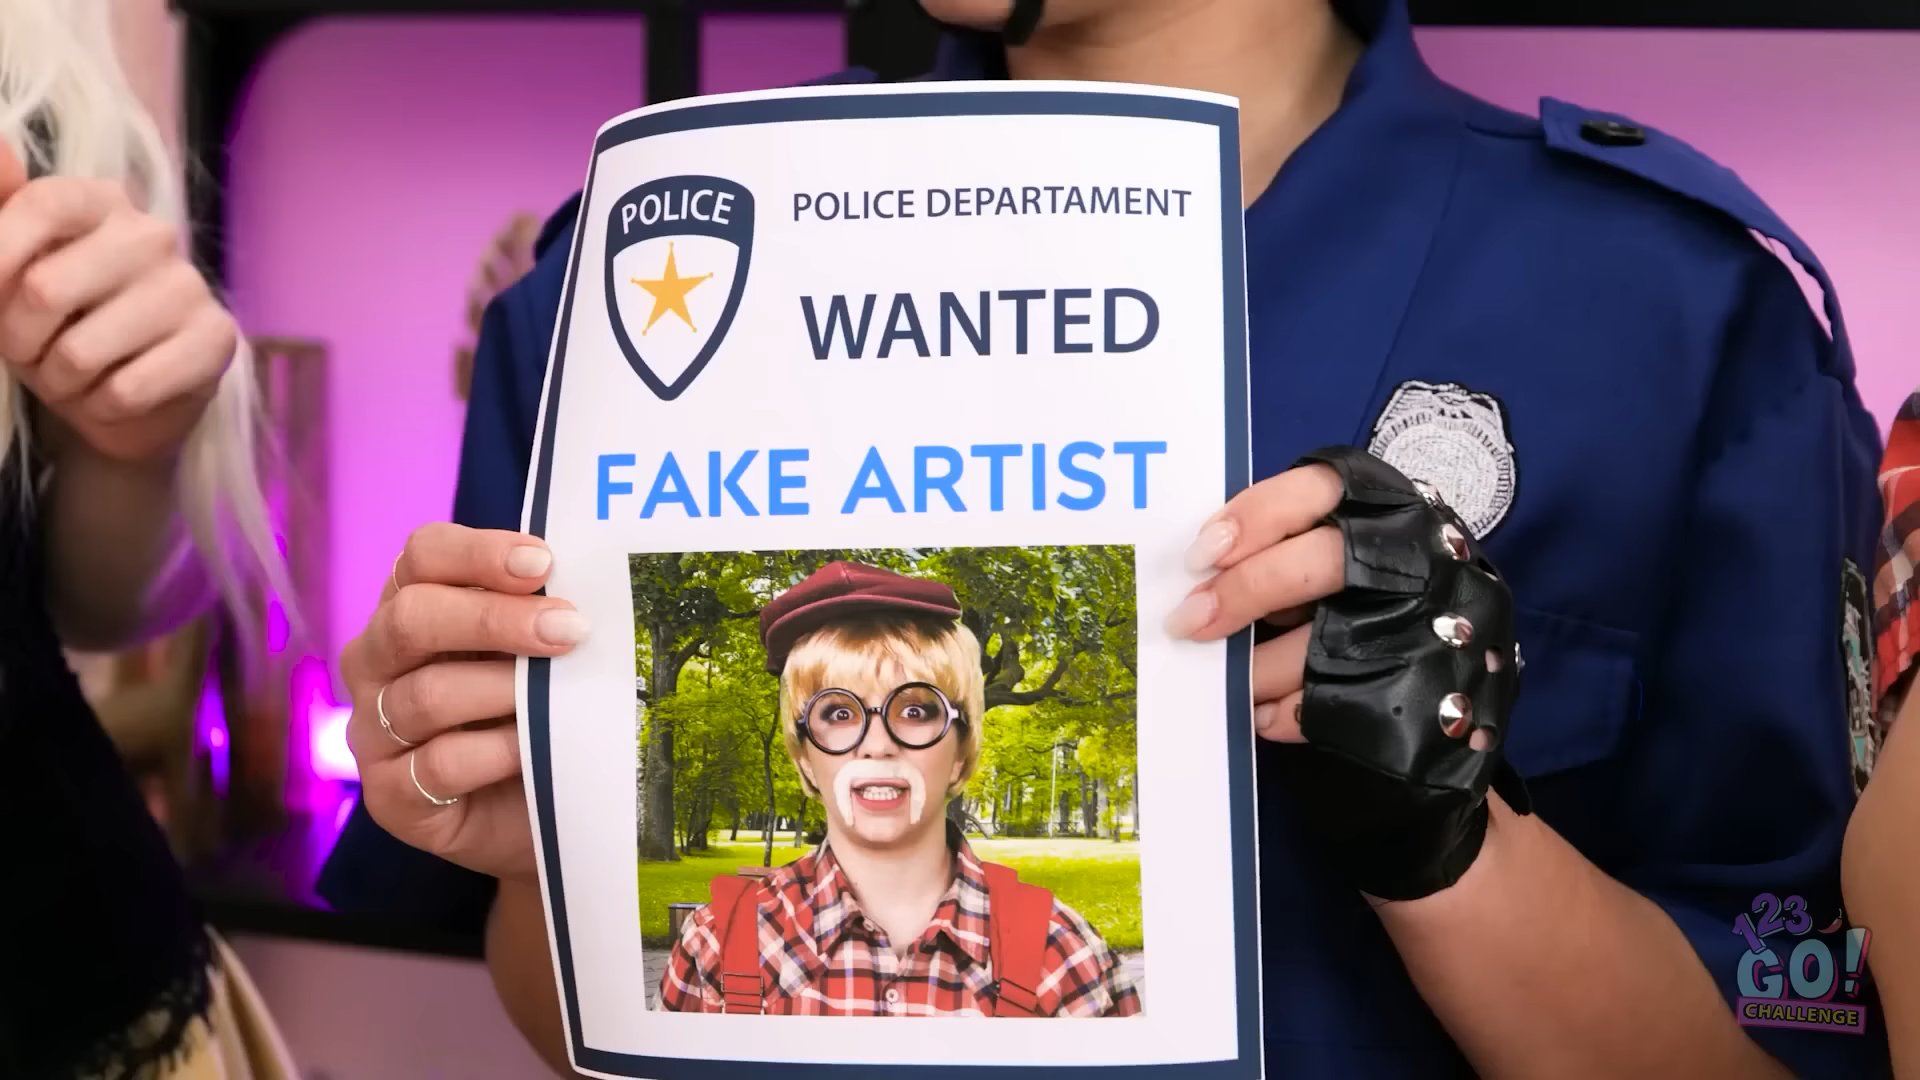 POLICE
POLICE DEPARTAMENT
WANTED
FAKE ARTIST
123
GO!
CHALLENGE